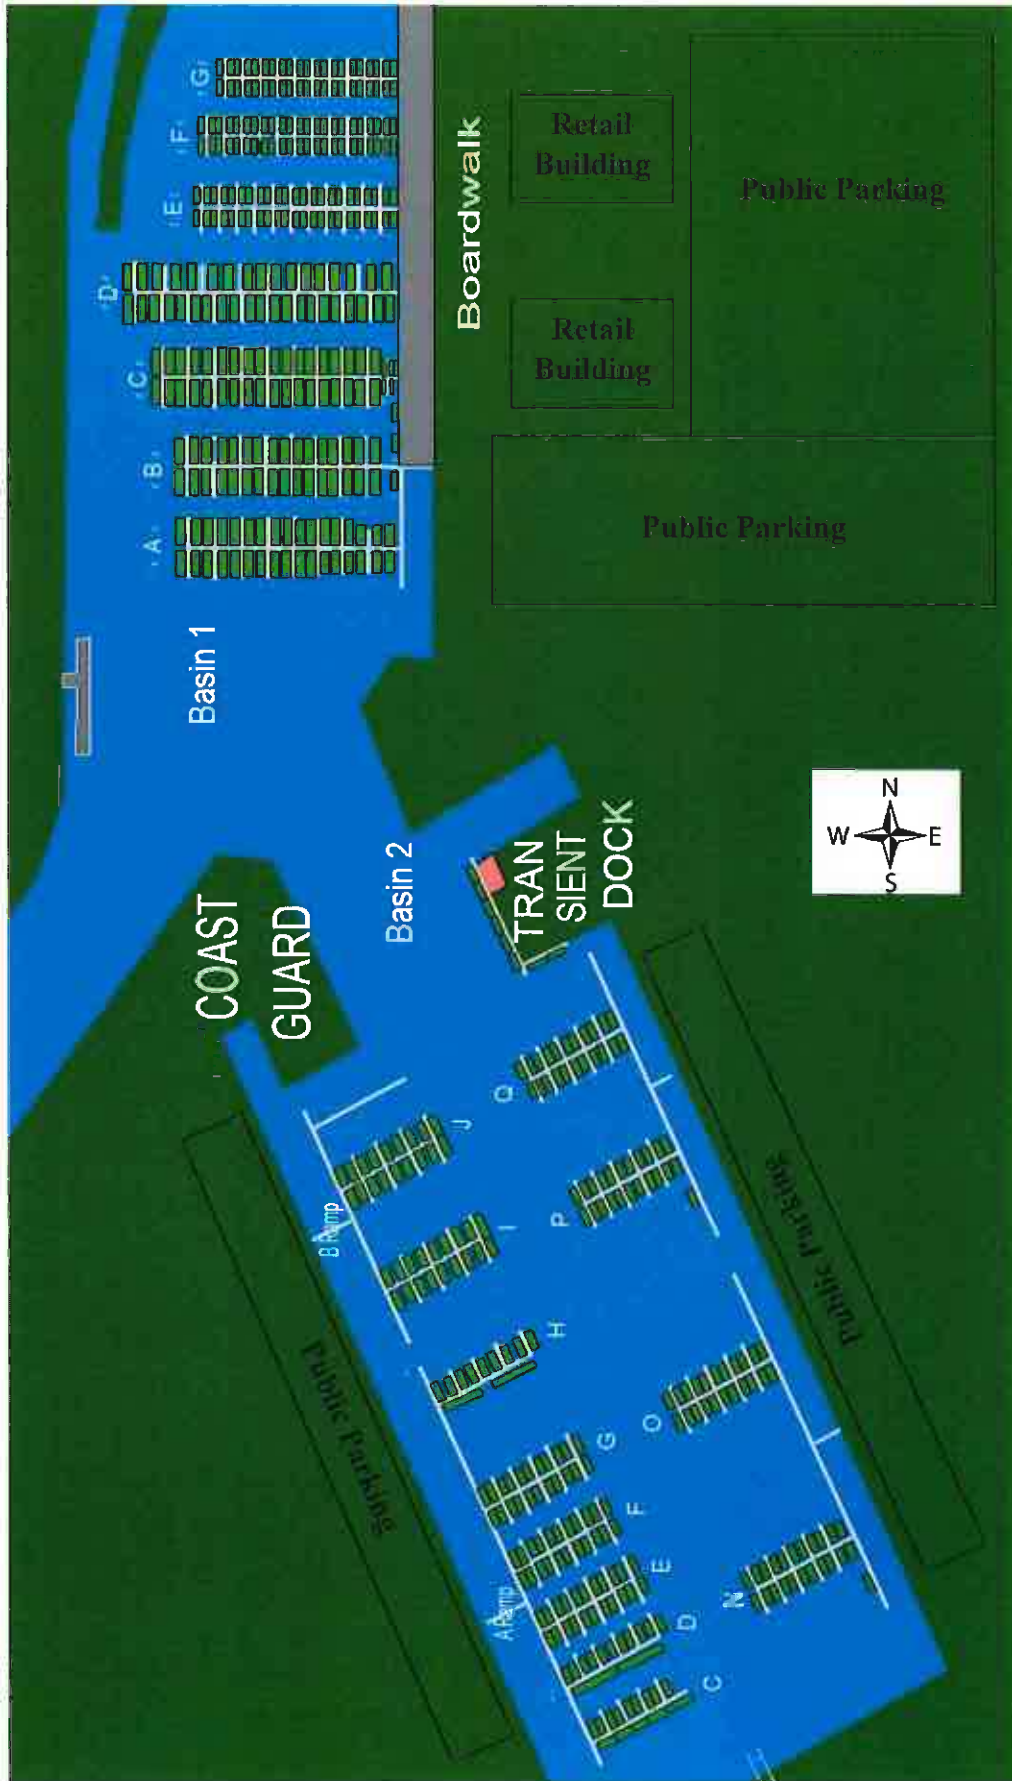 G
F
E
D
C
B
A
Boardwalk
Retail
Building
Public Parking
Retail
Building
Public Parking
Basin 1
N
W
E
S
COAST
GUARD
Basin 2
TRAN
SIENT
DOCK
B Ramp
J
I
H
G
F
E
D
C
A Ramp
Q
P
O
N
Public Parking
Public Parking